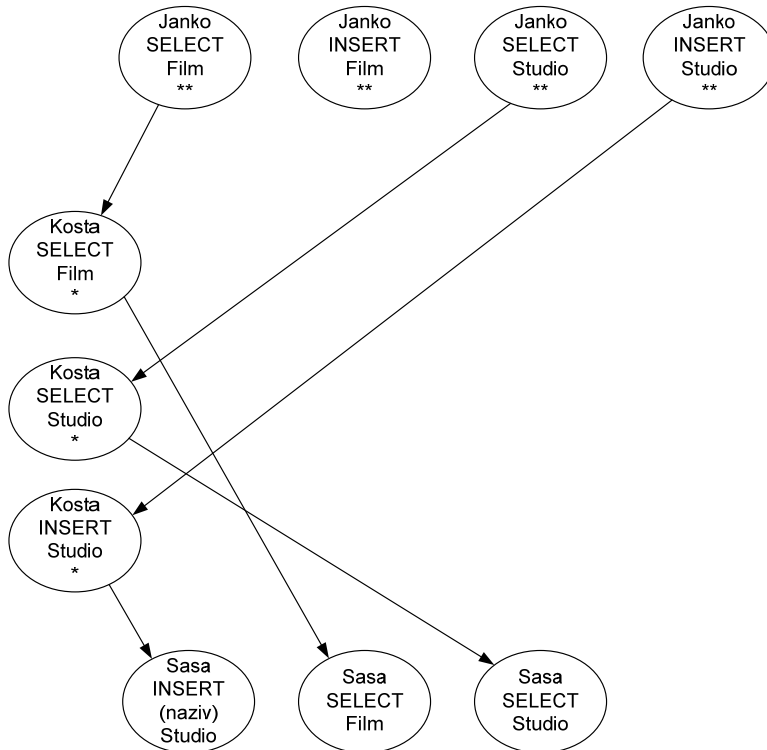 Janko
SELECT
Film
**
Janko
INSERT
Film
**
Janko
SELECT
Studio
**
Janko
INSERT
Studio
**
Kosta
SELECT
Film
*
Kosta
SELECT
Studio
*
Kosta
INSERT
Studio
*
Sasa
INSERT
(naziv)
Studio
Sasa
SELECT
Film
Sasa
SELECT
Studio